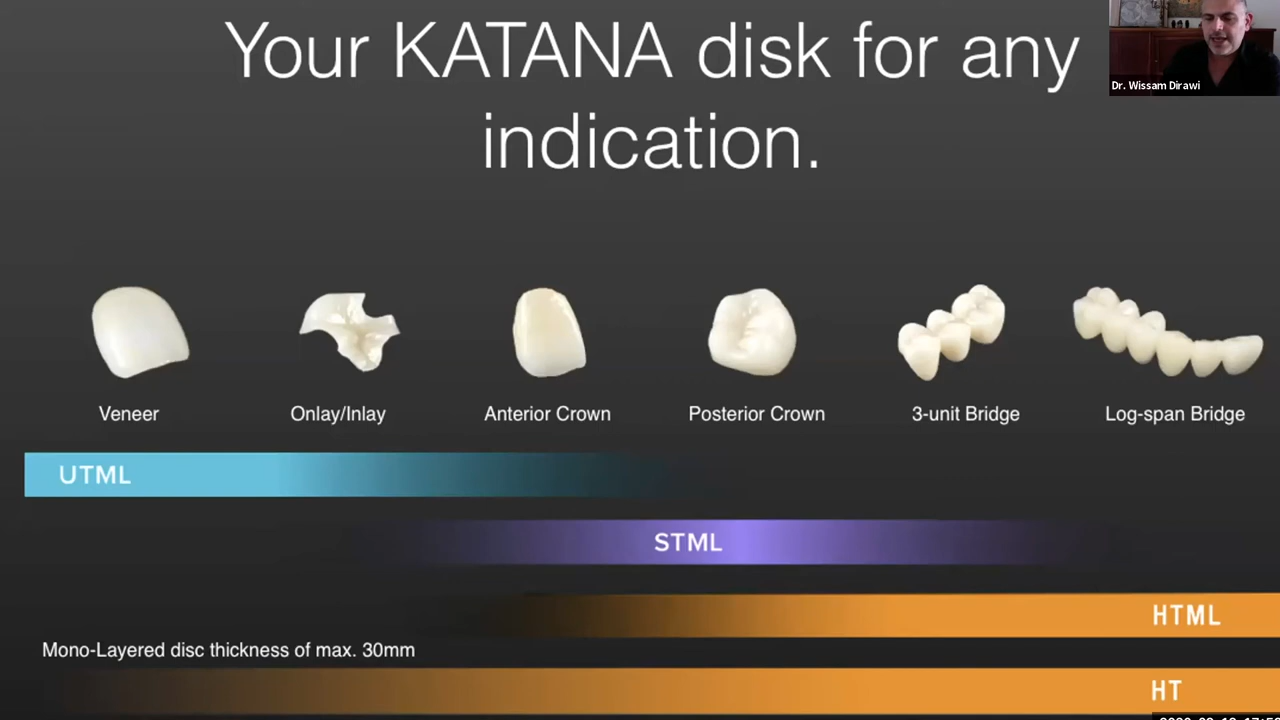 Your KATANA disk for any
indication.
Dr. Wissam Dirawi
Veneer
Onlay/Inlay
Anterior Crown
Posterior Crown
3-unit Bridge
Log-span Bridge
UTML
STML
HTML
Mono-Layered disc thickness of max. 30mm
HT